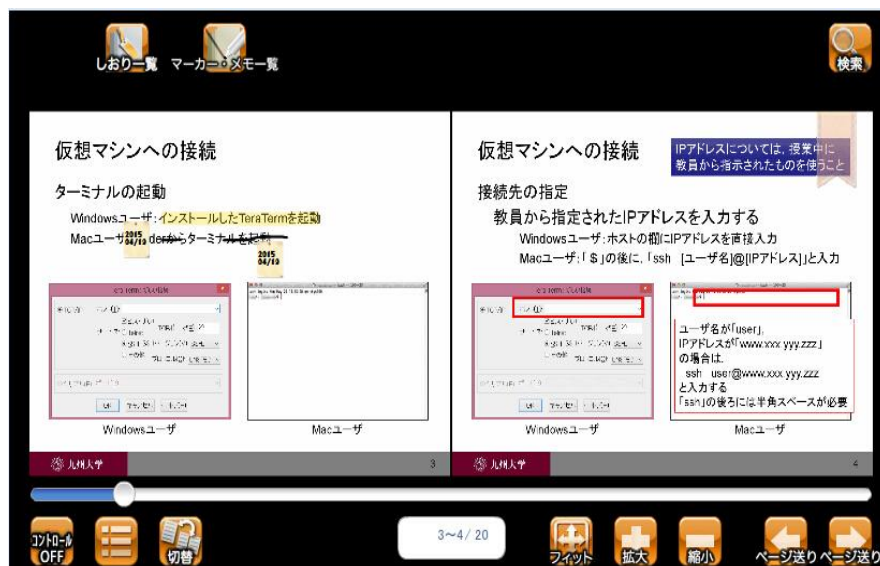 しおり一覧 マーカー・メモ一覧
検索
仮想マシンへの接続
ターミナルの起動
Windowsユーザ：インストールしたTeraTermを起動
Macユーザ derからターミナルを起動
2015
04/19
2015
04/19
Windowsユーザ
Macユーザ
九州大学
3
仮想マシンへの接続
IPアドレスについては、授業中に
教員から指示されたものを使うこと
接続先の指定
教員から指定されたIPアドレスを入力する
Windowsユーザ：ホストの欄にIPアドレスを直接入力
Macユーザ：「$」の後に、「ssh [ユーザ名]@[IPアドレス]」と入力
ユーザ名が「user」,
IPアドレスが「www.xxx.yyy.zzz」
の場合は、
ssh user@www.xxx.yyy.zzz
と入力する
「ssh」の後ろには半角スペースが必要
Windowsユーザ
Macユーザ
九州大学
4
コントロール
OFF
切替
3～4/ 20
フィット
拡大
縮小
ページ送り
ページ送り